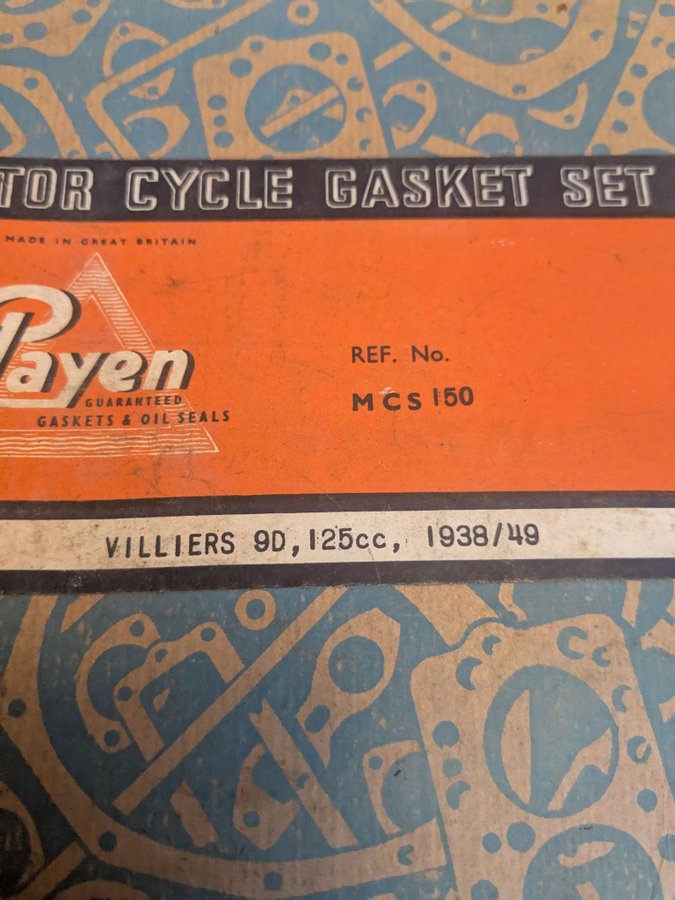 TOR CYCLE GASKET SET
MADE IN GREAT BRITAIN
Payen
GUARANTEED
GASKETS & OIL SEALS
REF. No.
MCS 150
VILLIERS 9D, 125cc, 1938/49